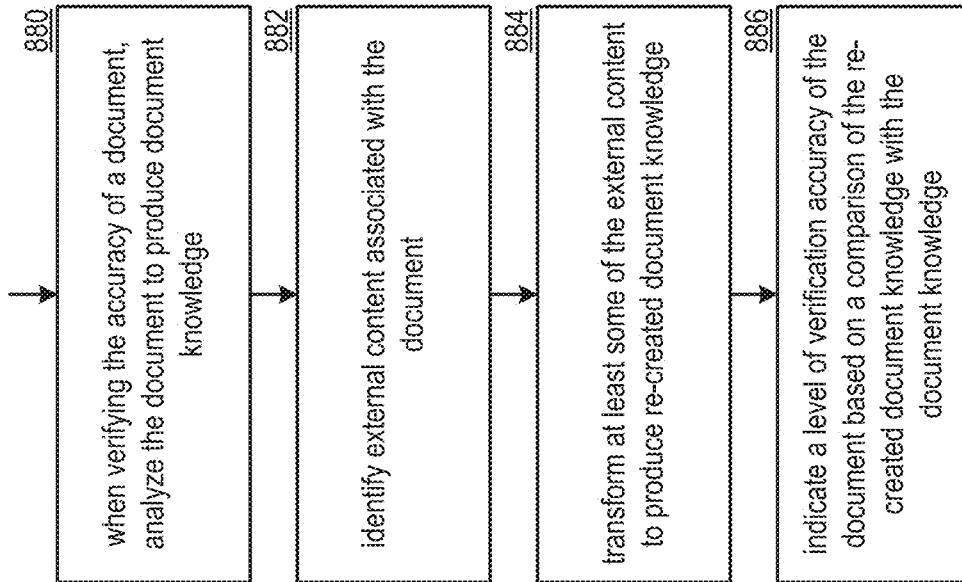 880
when verifying the accuracy of a document,
analyze the document to produce document
knowledge
882
identify external content associated with the
document
884
transform at least some of the external content
to produce re-created document knowledge
886
indicate a level of verification accuracy of the
document based on a comparison of the re-
created document knowledge with the
document knowledge